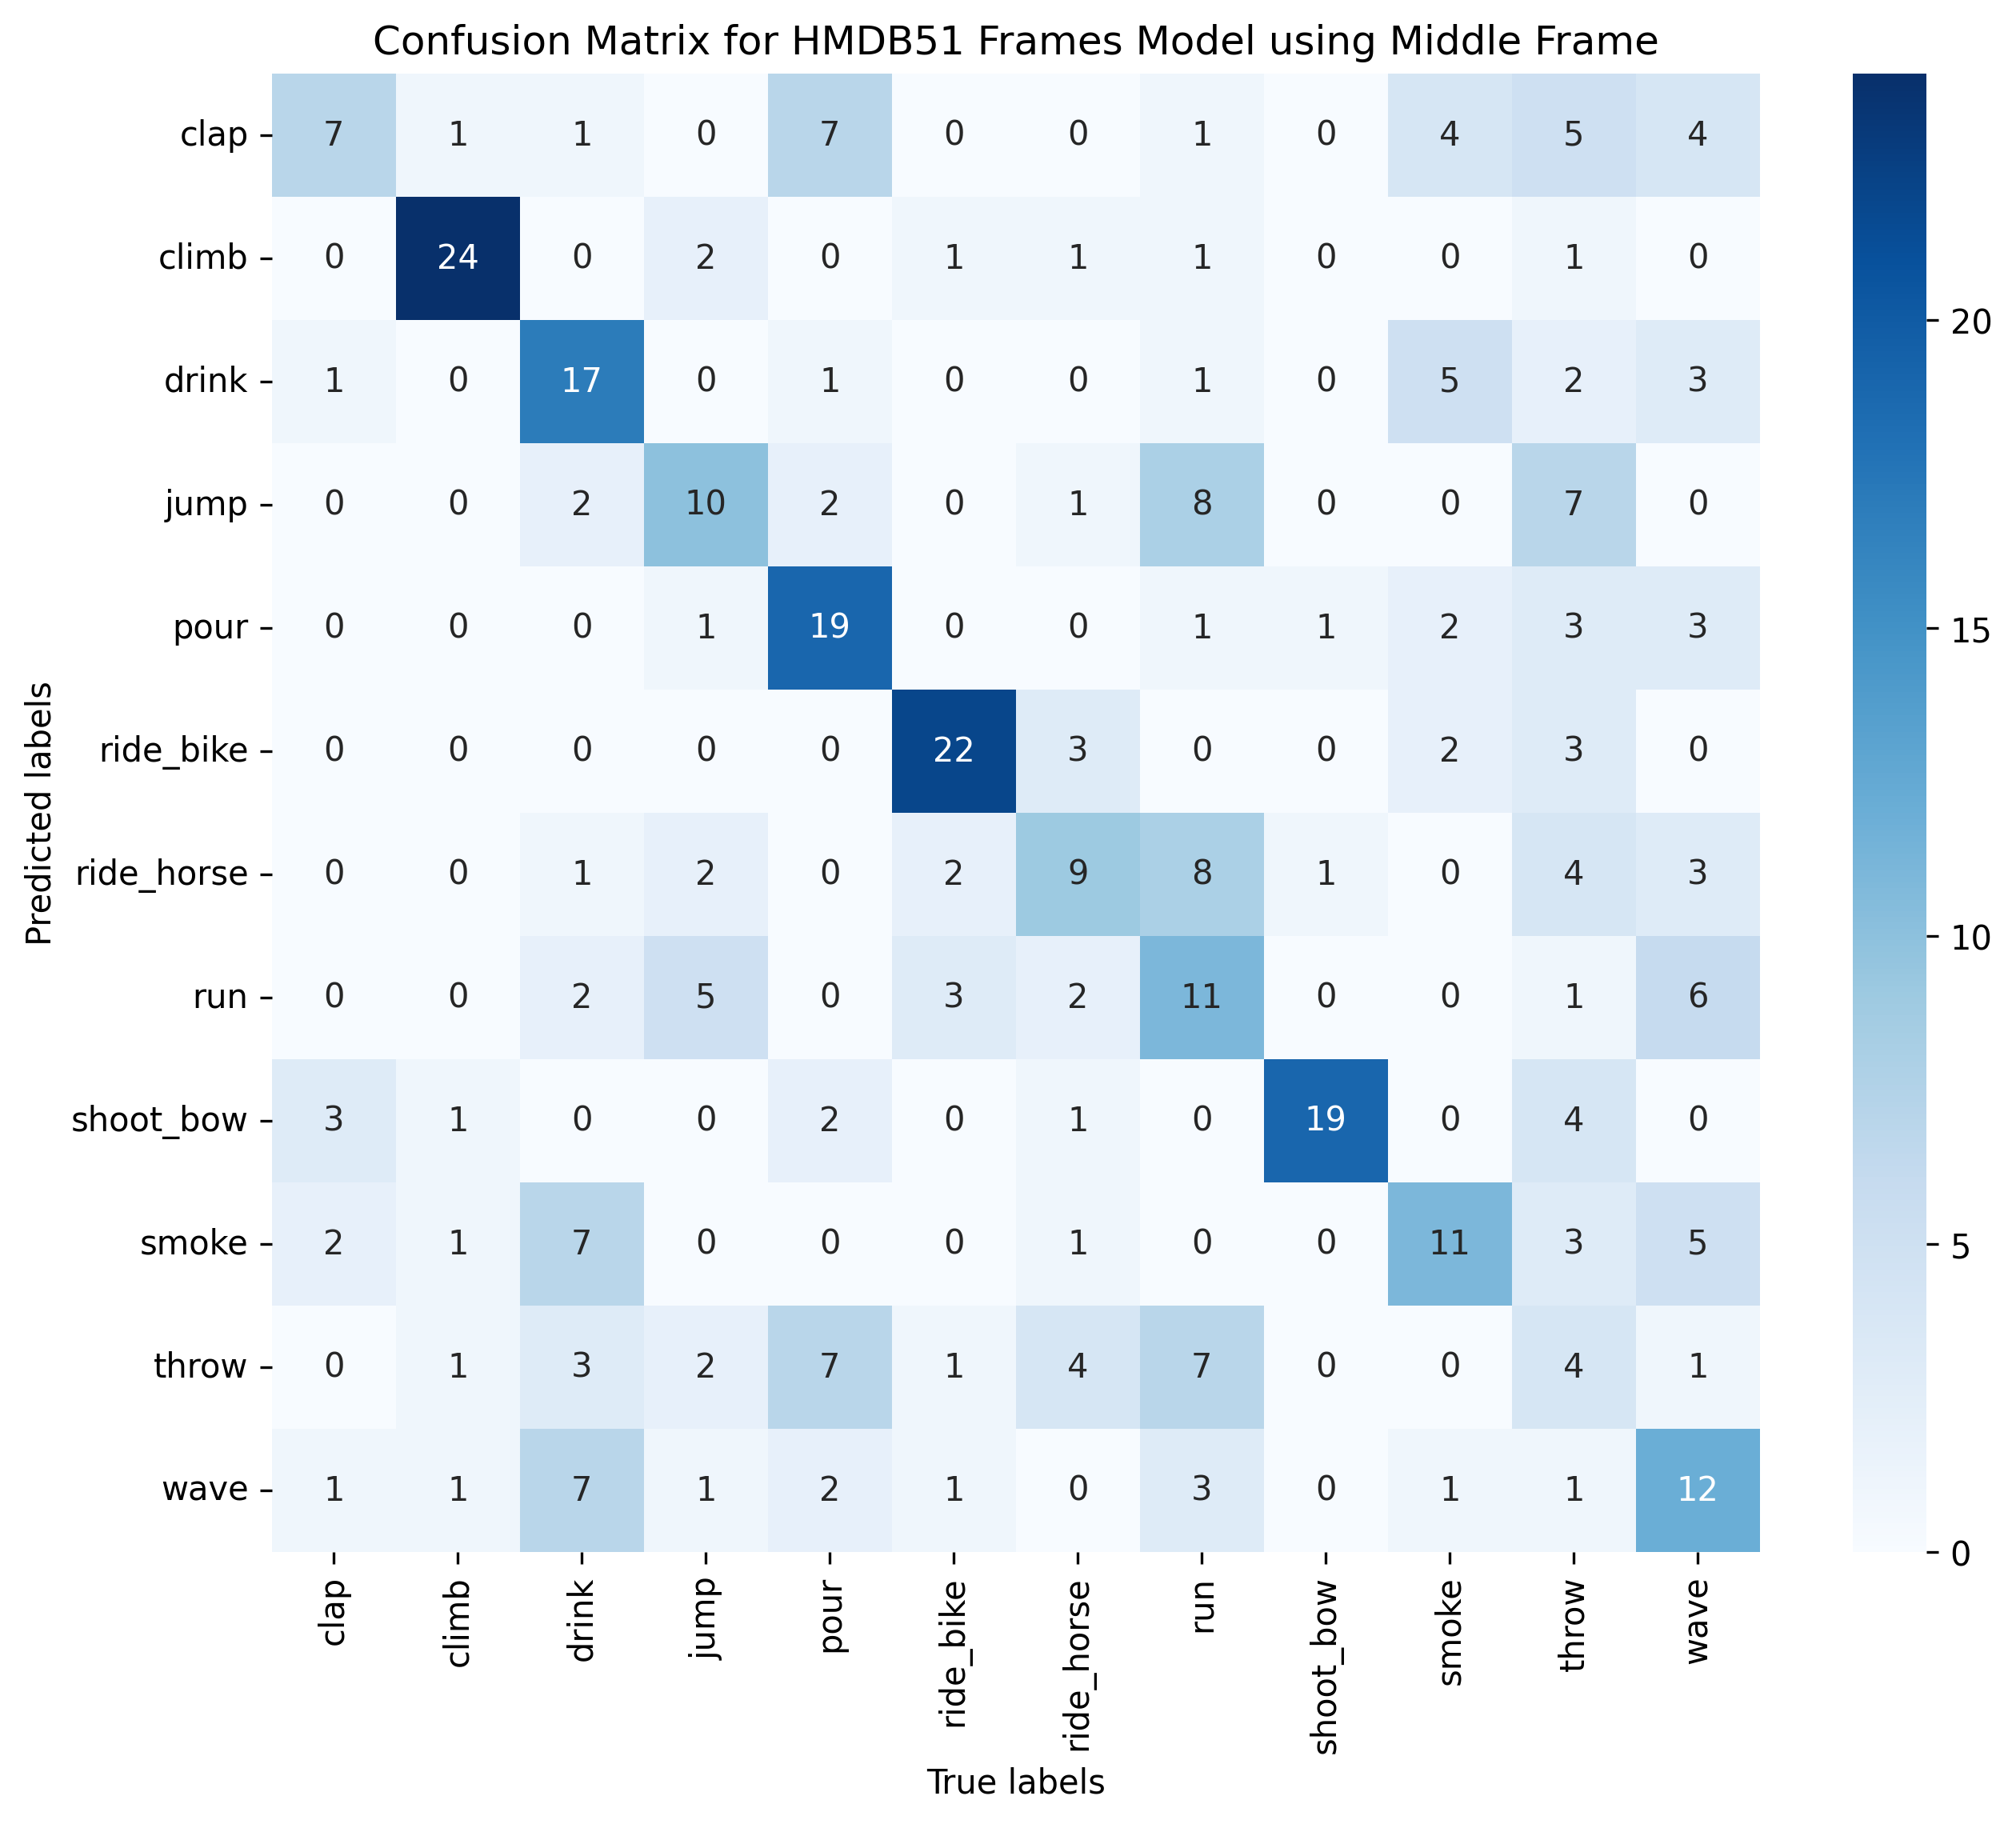 Confusion Matrix for HMDB51 Frames Model using Middle Frame
Predicted labels
clap 7 1 1 0 7 0 0 1 0 4 5 4
climb 0 24 0 2 0 1 1 1 0 0 1 0
drink 1 0 17 0 1 0 0 1 0 5 2 3
jump 0 0 2 10 2 0 1 8 0 0 7 0
pour 0 0 0 1 19 0 0 1 1 2 3 3
ride_bike 0 0 0 0 0 22 3 0 0 2 3 0
ride_horse 0 0 1 2 0 2 9 8 1 0 4 3
run 0 0 2 5 0 3 2 11 0 0 1 6
shoot_bow 3 1 0 0 2 0 1 0 19 0 4 0
smoke 2 1 7 0 0 0 1 0 0 11 3 5
throw 0 1 3 2 7 1 4 7 0 0 4 1
wave 1 1 7 1 2 1 0 3 0 1 1 12
clap climb drink jump pour ride_bike ride_horse run shoot_bow smoke throw wave
True labels
20
15
10
5
0